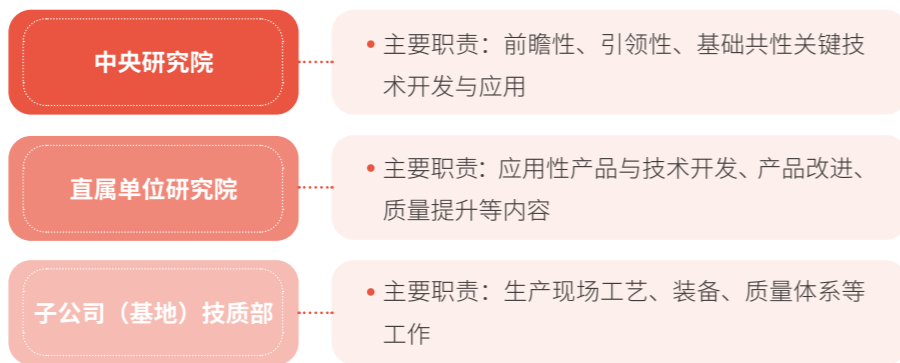 中央研究院
• 主要职责：前瞻性、引领性、基础共性关键技
术开发与应用
直属单位研究院
• 主要职责：应用性产品与技术开发、产品改进、
质量提升等内容
子公司（基地）技质部
• 主要职责：生产现场工艺、装备、质量体系等
工作